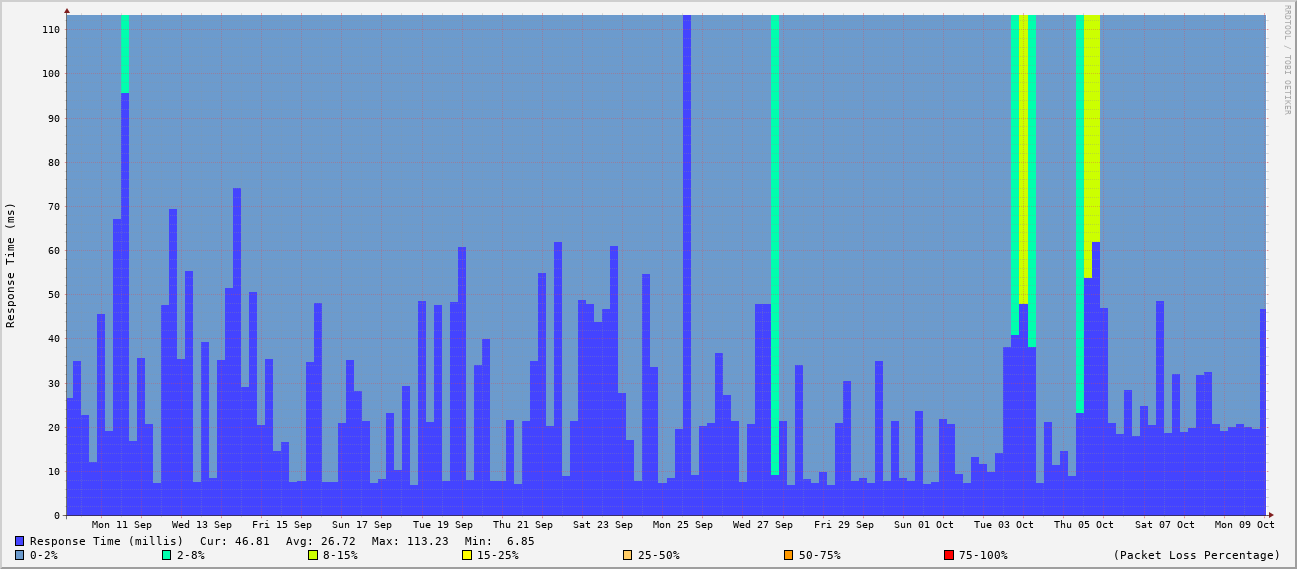 RRDTOOL / TOBI OETIKER
Response Time (ms)
110
100
90
80
70
60
50
40
30
20
10
0
Mon 11 Sep Wed 13 Sep Fri 15 Sep Sun 17 Sep Tue 19 Sep Thu 21 Sep Sat 23 Sep Mon 25 Sep Wed 27 Sep Fri 29 Sep Sun 01 Oct Tue 03 Oct Thu 05 Oct Sat 07 Oct Mon 09 Oct
Response Time (millis) Cur: 46.81 Avg: 26.72 Max: 113.23 Min: 6.85
0-2% 2-8% 8-15% 15-25% 25-50% 50-75% 75-100% (Packet Loss Percentage)